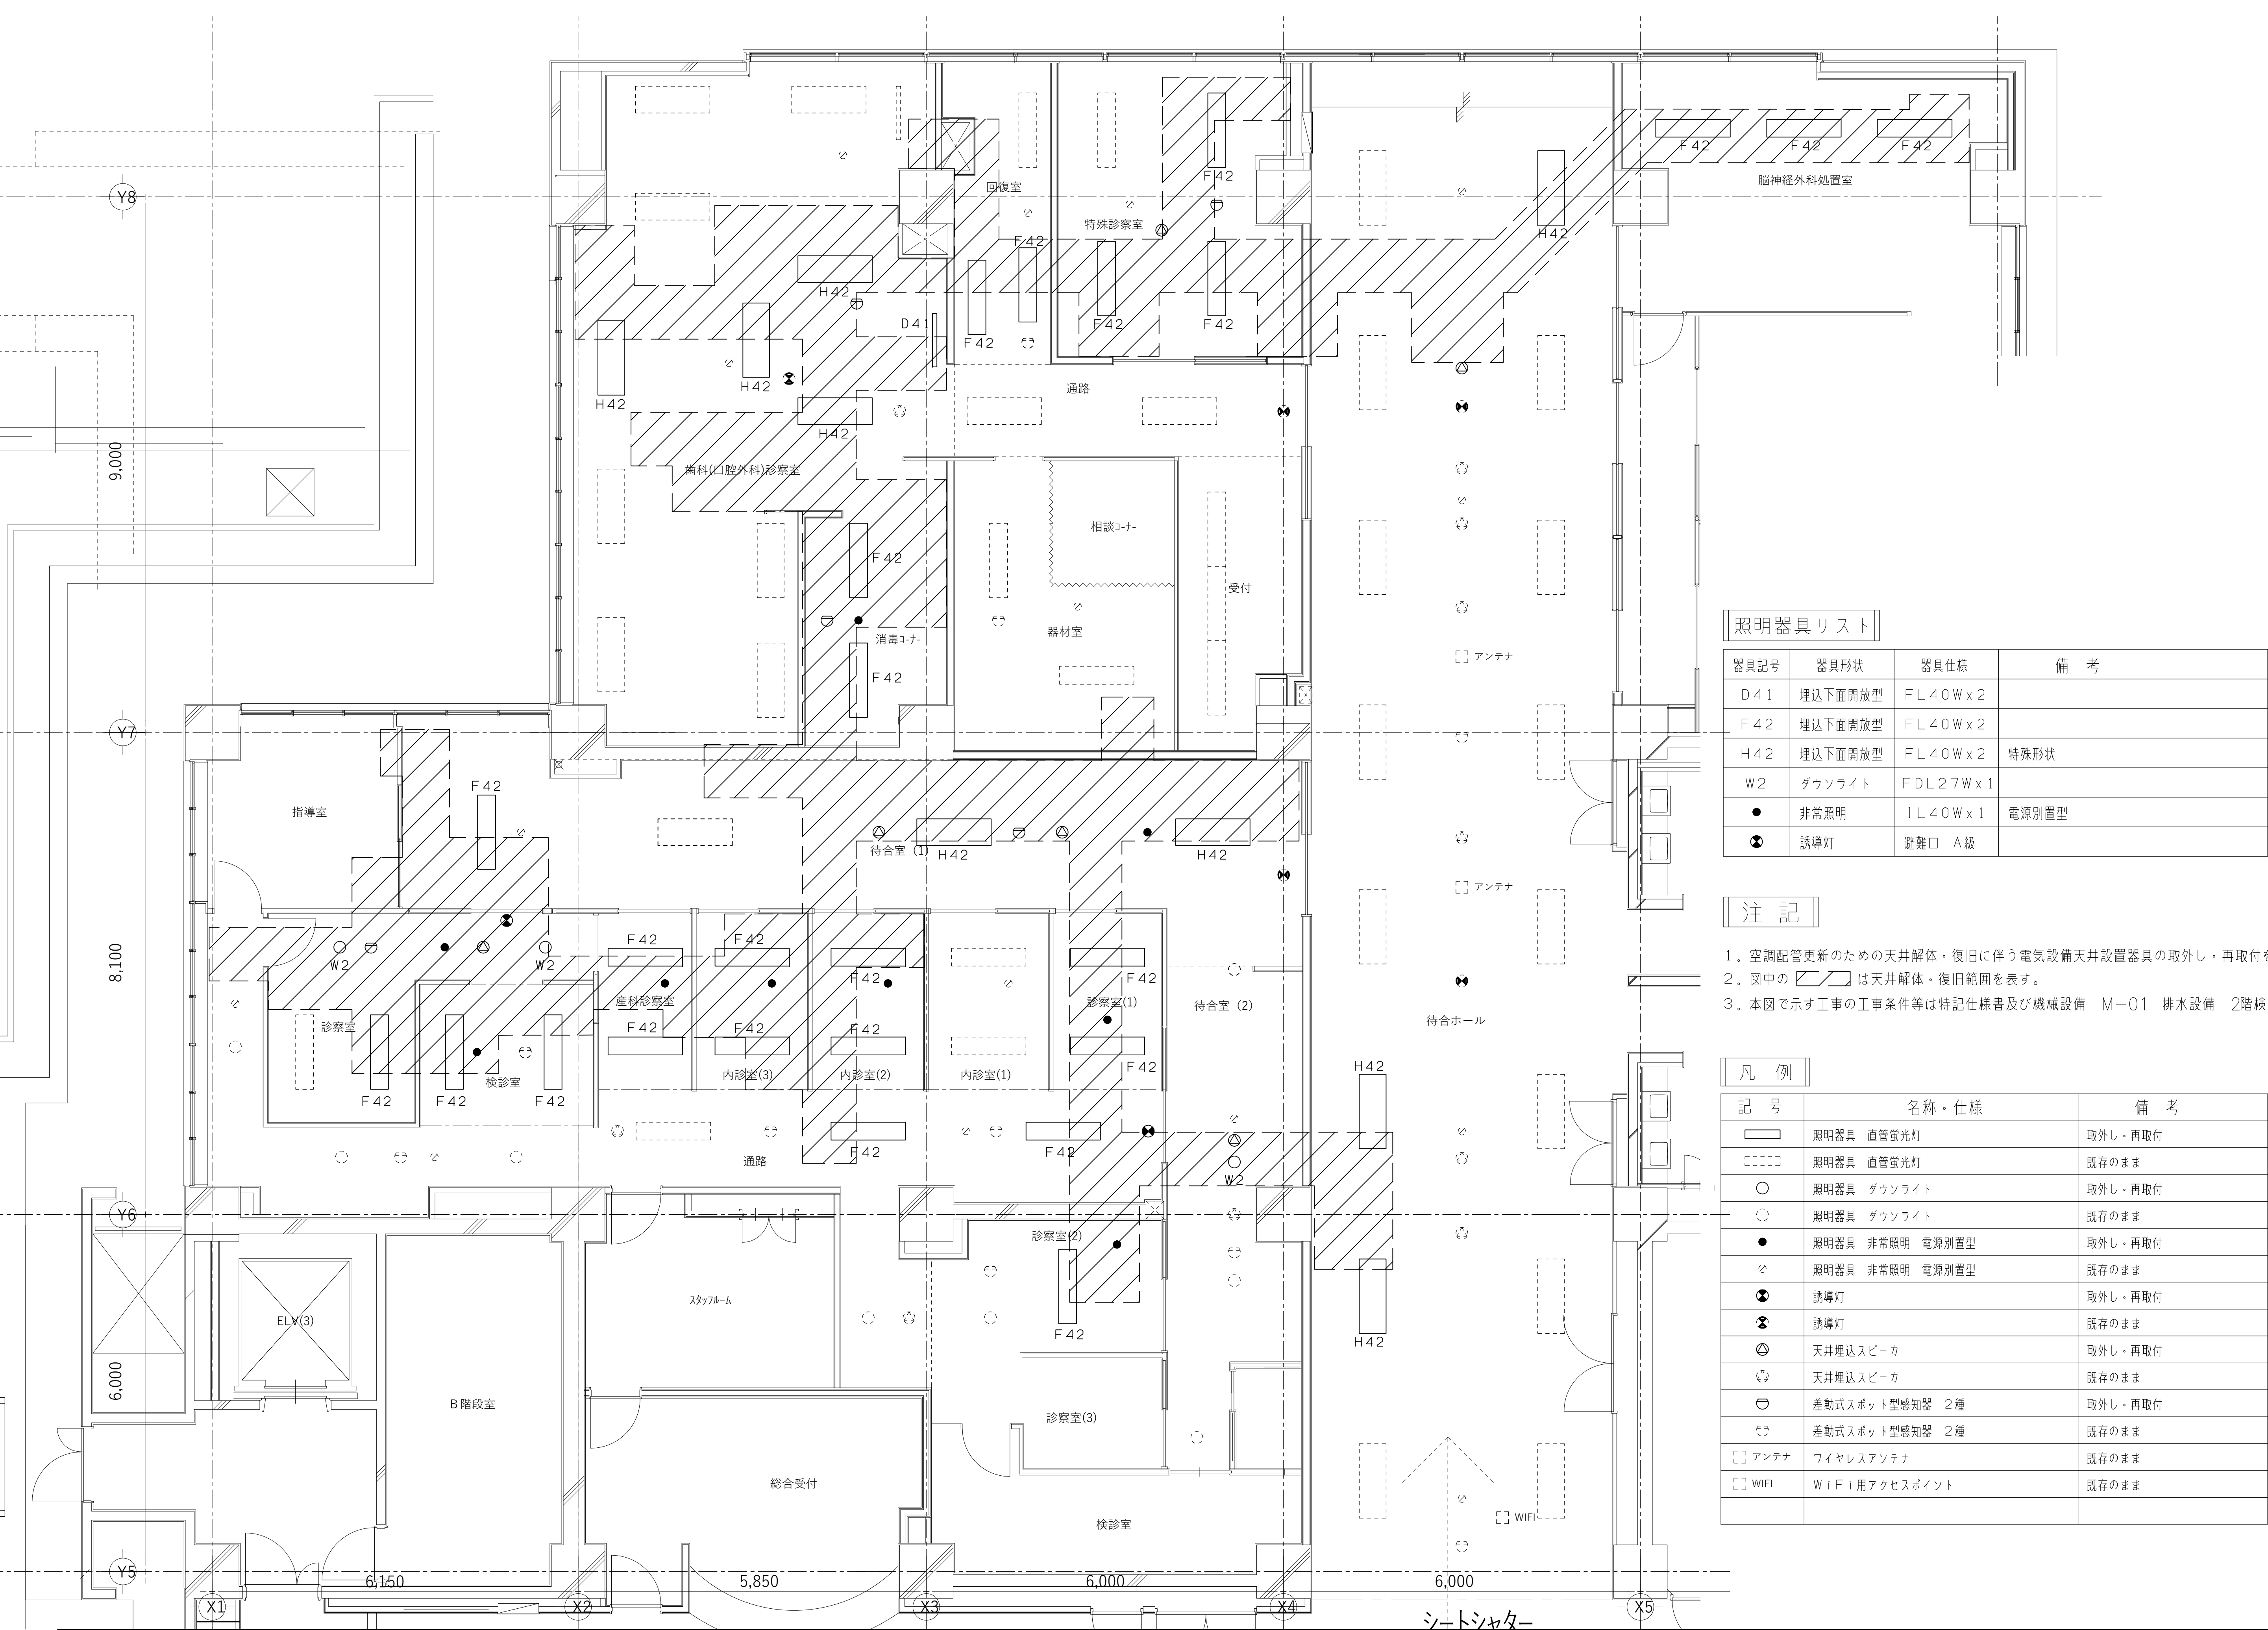 回復室
F42
F42
F42
F42
脳神経外科処置室
Y8
特殊診察室
H42
F42
H42
D41
F42
F42
F42
H42
H42
H42
通路
9,000
歯科(口腔外科)診察室
相談ｺｰﾅｰ
F42
受付
器材室
消毒ｺｰﾅｰ
アンテナ
F42
Y7
照明器具リスト
器具記号 器具形状 器具仕様 備 考
D41 埋込下面開放型 FL40Wx2
F42 埋込下面開放型 FL40Wx2
H42 埋込下面開放型 FL40Wx2 特殊形状
W2 ダウンライト FDL27Wx1
● 非常照明 IL40Wx1 電源別置型
誘導灯 避難口 A級
F42
指導室
待合室 (1)
H42
H42
アンテナ
注 記
1。空調配管更新のための天井解体・復旧に伴う電気設備天井設置器具の取外し・再取付を
2。図中の は天井解体・復旧範囲を表す。
3。本図で示す工事の工事条件等は特記仕様書及び機械設備 M－01 排水設備 2階検
8,100
W2
W2
F42
F42
F42
F42
産科診察室
診察室(1)
待合室 (2)
待合ホール
診察室
F42
F42
F42
F42
検診室
内診室(3)
内診室(2)
内診室(1)
H42
F42
F42
F42
通路
F42
F42
W2
Y6
診察室(2)
F42
H42
凡 例
記 号 名称・仕様 備 考
照明器具 直管蛍光灯 取外し・再取付
照明器具 直管蛍光灯 既存のまま
照明器具 ダウンライト 取外し・再取付
照明器具 ダウンライト 既存のまま
照明器具 非常照明 電源別置型 取外し・再取付
照明器具 非常照明 電源別置型 既存のまま
誘導灯 取外し・再取付
誘導灯 既存のまま
天井埋込スピーカ 取外し・再取付
天井埋込スピーカ 既存のまま
差動式スポット型感知器 2種 取外し・再取付
差動式スポット型感知器 2種 既存のまま
アンテナ ワイヤレスアンテナ 既存のまま
WIFI WiFi用アクセスポイント 既存のまま
ｽﾀｯﾌﾙｰﾑ
ELV(3)
6,000
B階段室
診察室(3)
総合受付
検診室
WIFI
Y5
6,150
5,850
6,000
6,000
X1
X2
X3
X4
X5
シートシャター